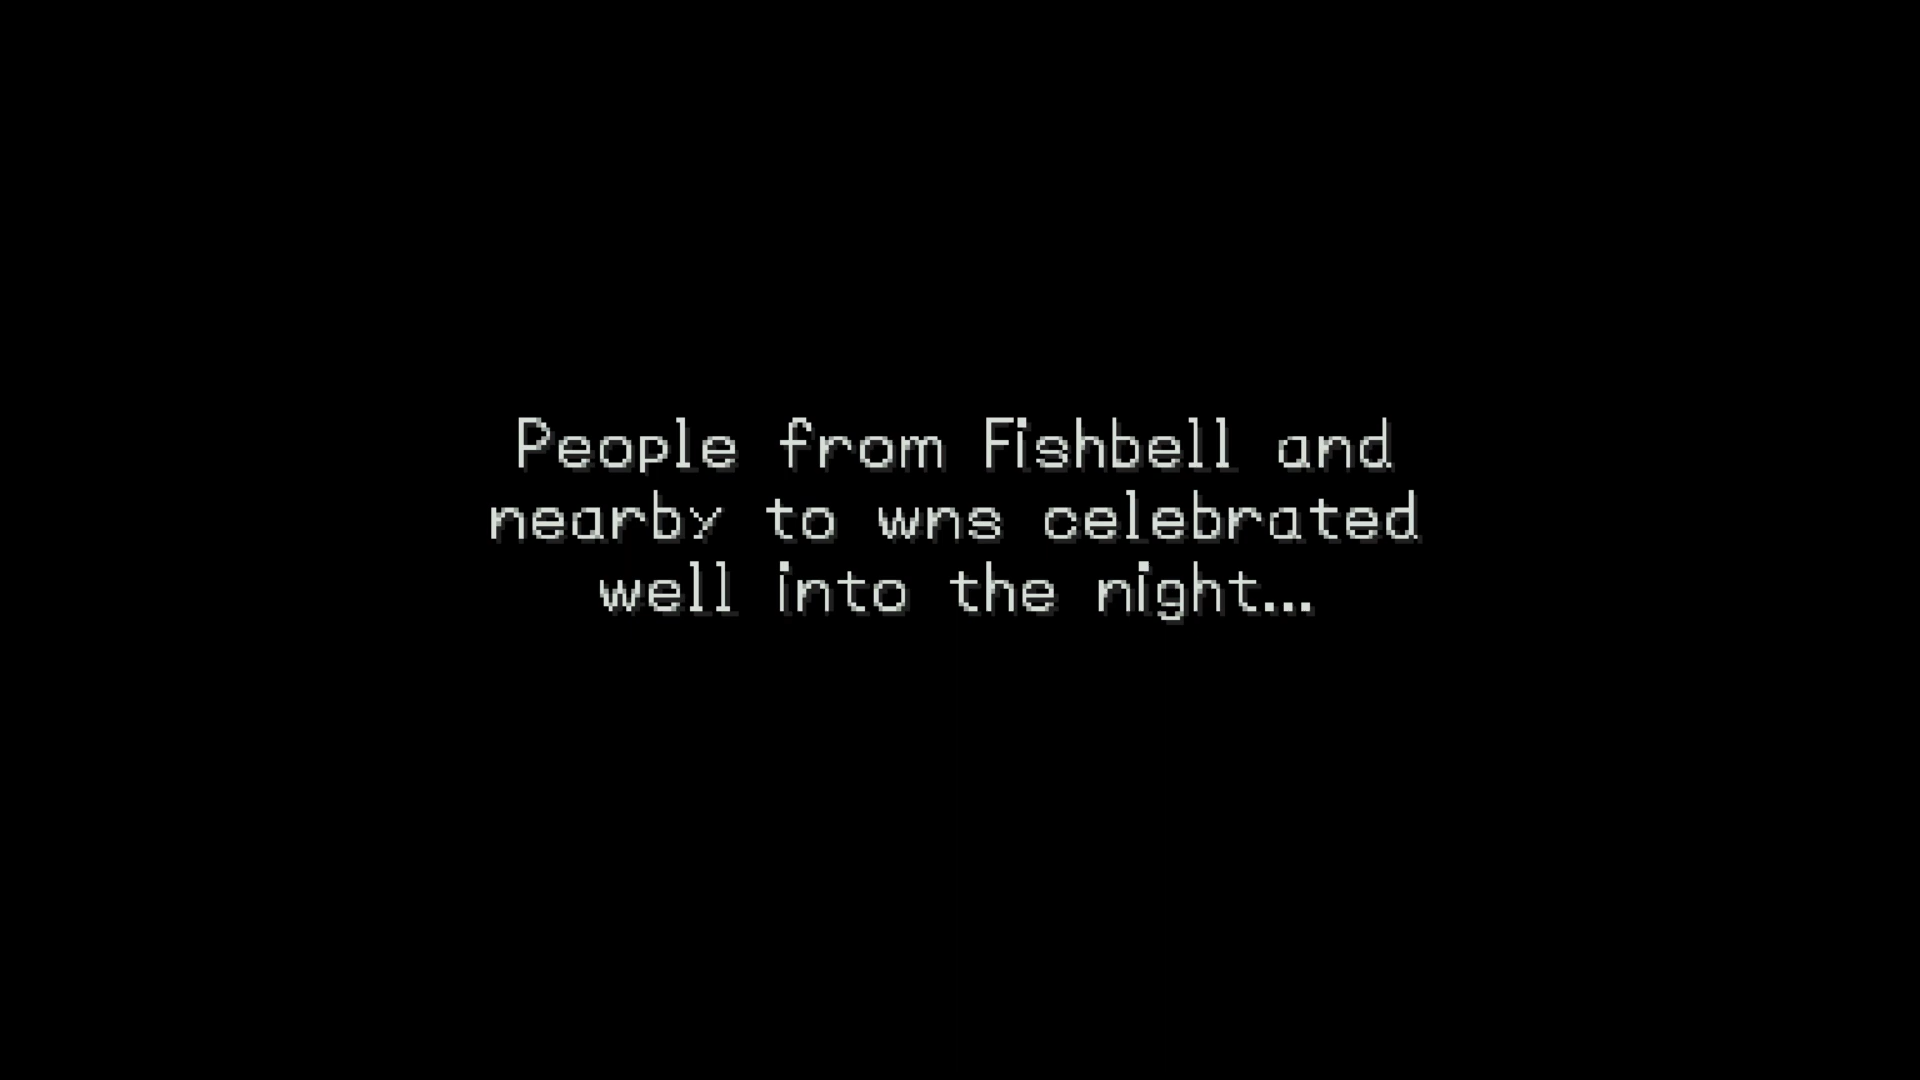 People from Fishbell and
nearby to wns celebrated
well into the night...